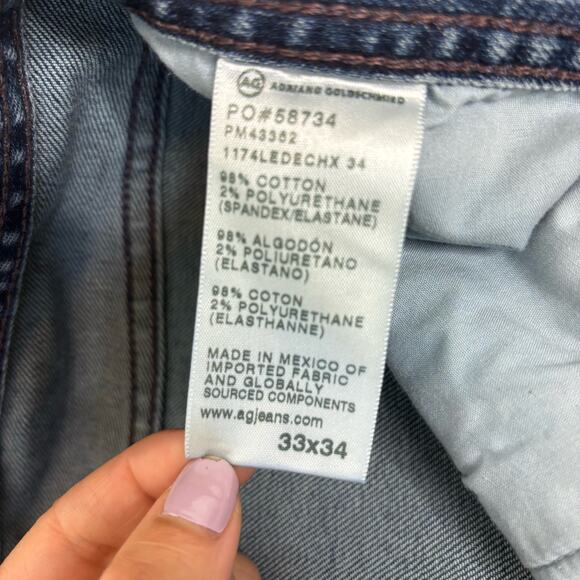 AG ADRIANO GOLDSCHMIED
PO#58734
PM43362
1174LEDECHX 34
98% COTTON
2% POLYURETHANE
(SPANDEX/ELASTANE)
98% ALGODÓN
2% POLIURETANO
(ELASTANO)
98% COTON
2% POLYURETHANE
(ELASTHANNE)
MADE IN MEXICO OF
IMPORTED FABRIC
AND GLOBALLY
SOURCED COMPONENTS
www.agjeans.com
33x34